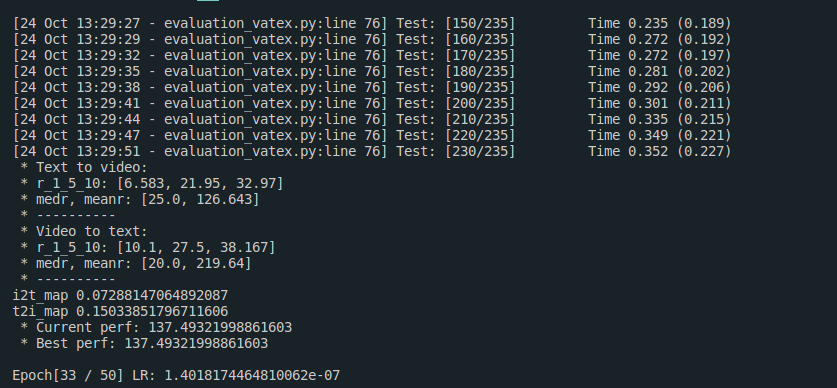 [24 Oct 13:29:27 - evaluation_vatex.py:line 76] Test: [150/235] Time 0.235 (0.189)
[24 Oct 13:29:29 - evaluation_vatex.py:line 76] Test: [160/235] Time 0.272 (0.192)
[24 Oct 13:29:32 - evaluation_vatex.py:line 76] Test: [170/235] Time 0.272 (0.197)
[24 Oct 13:29:35 - evaluation_vatex.py:line 76] Test: [180/235] Time 0.281 (0.202)
[24 Oct 13:29:38 - evaluation_vatex.py:line 76] Test: [190/235] Time 0.292 (0.206)
[24 Oct 13:29:41 - evaluation_vatex.py:line 76] Test: [200/235] Time 0.301 (0.211)
[24 Oct 13:29:44 - evaluation_vatex.py:line 76] Test: [210/235] Time 0.335 (0.215)
[24 Oct 13:29:47 - evaluation_vatex.py:line 76] Test: [220/235] Time 0.349 (0.221)
[24 Oct 13:29:51 - evaluation_vatex.py:line 76] Test: [230/235] Time 0.352 (0.227)
* Text to video:
* r_1_5_10: [6.583, 21.95, 32.97]
* medr, meanr: [25.0, 126.643]
* ----------
* Video to text:
* r_1_5_10: [10.1, 27.5, 38.167]
* medr, meanr: [20.0, 219.64]
* ----------
i2t_map 0.07288147064892087
t2i_map 0.15033851796711606
* Current perf: 137.49321998861603
* Best perf: 137.49321998861603
Epoch[33 / 50] LR: 1.4018174464810062e-07